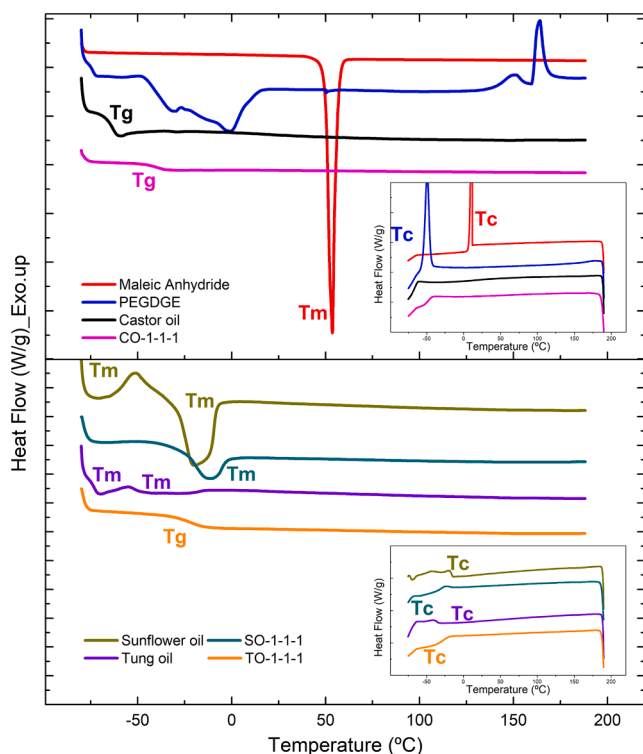 Heat Flow (W/g)_Exo.up
Tg
Tg
Tm
Maleic Anhydride
PEGDGE
Castor oil
CO-1-1-1
Heat Flow (W/g)
Tc
Tc
-50 0 50 100 150 200
Temperature (ºC)
Tm
Tm
Tm
Tm
Tm
Tg
Sunflower oil SO-1-1-1
Tung oil TO-1-1-1
Heat Flow (W/g)
Tc
Tc
Tc
Tc
-50 0 50 100 150 200
Temperature (ºC)
-50 0 50 100 150 200
Temperature (ºC)